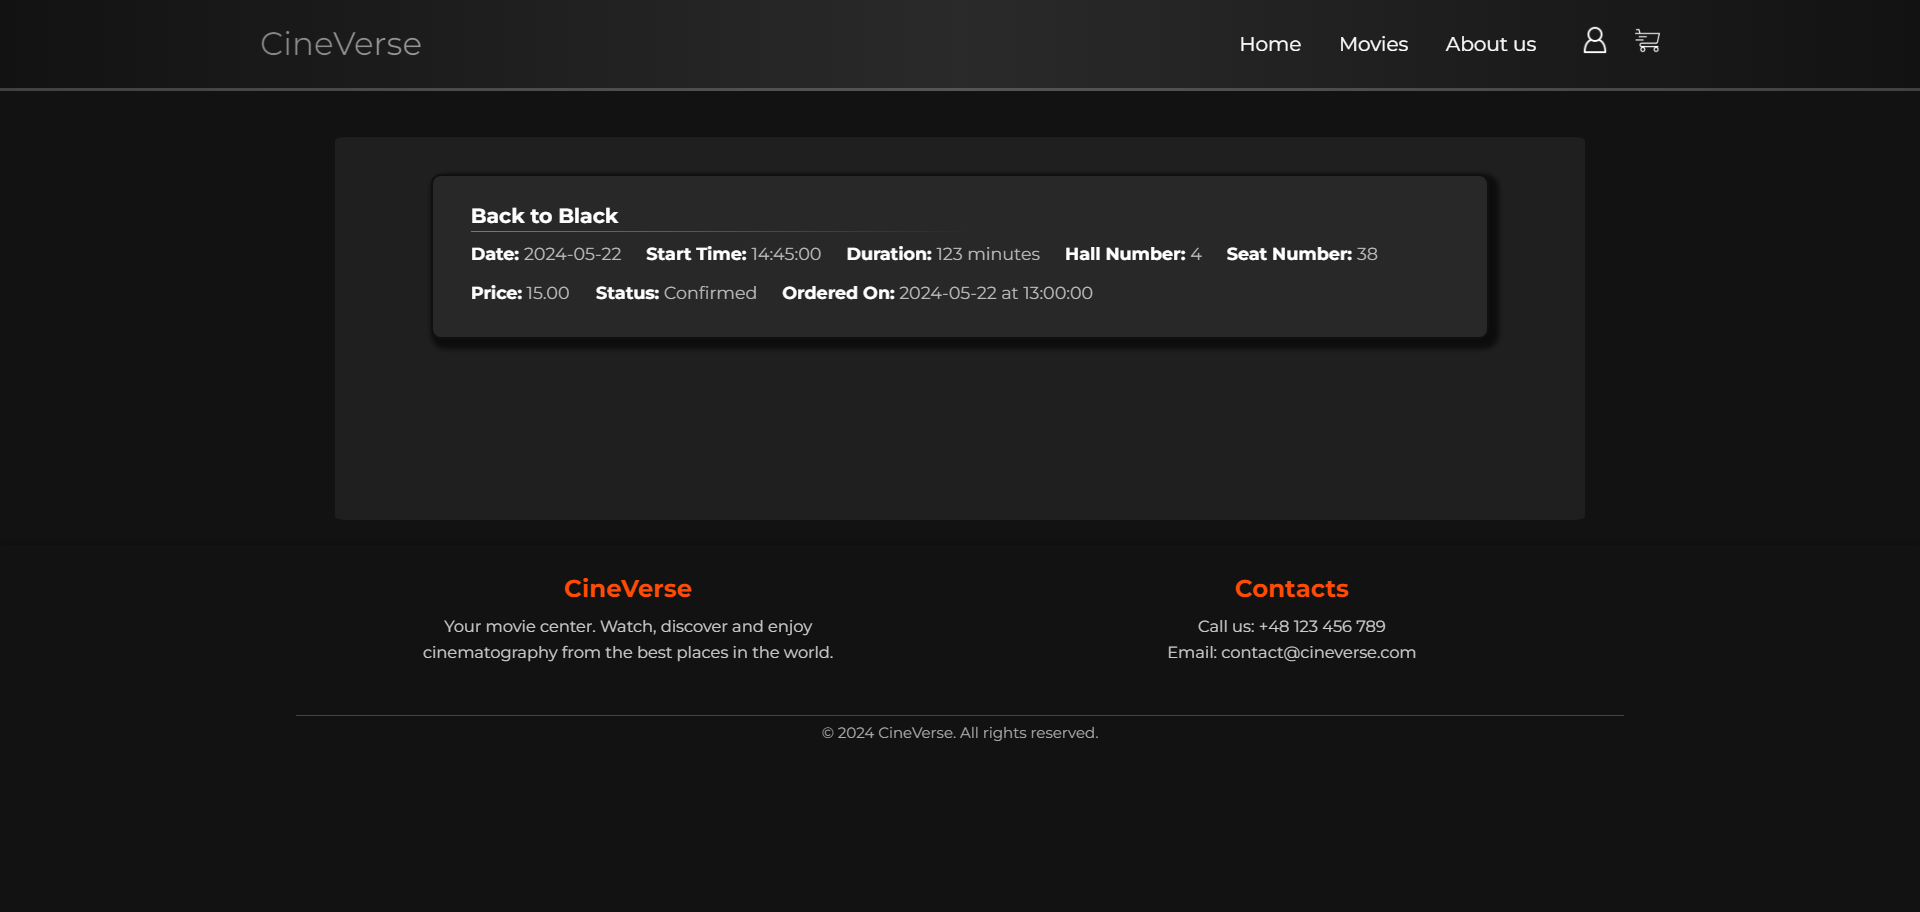 CineVerse
Home Movies About us
Back to Black
Date: 2024-05-22 Start Time: 14:45:00 Duration: 123 minutes Hall Number: 4 Seat Number: 38
Price: 15.00 Status: Confirmed Ordered On: 2024-05-22 at 13:00:00
CineVerse
Your movie center. Watch, discover and enjoy
cinematography from the best places in the world.
Contacts
Call us: +48 123 456 789
Email: contact@cineverse.com
© 2024 CineVerse. All rights reserved.